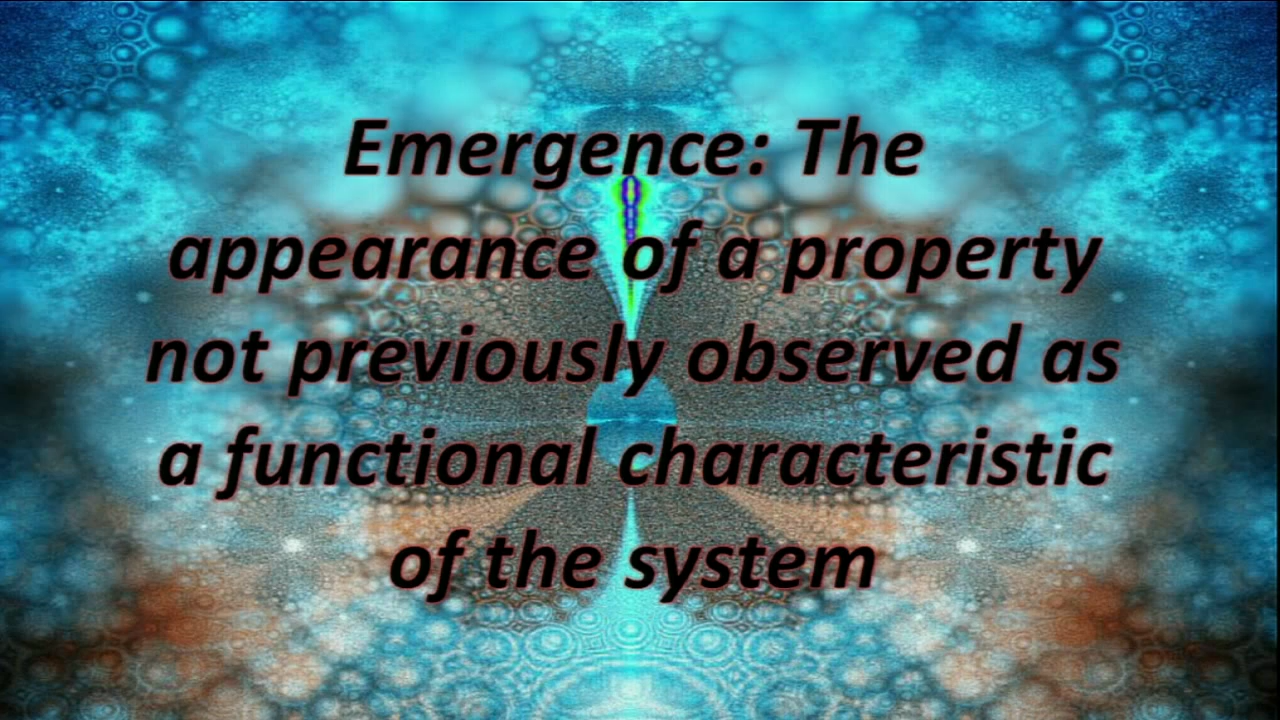 Emergence: The
appearance of a property
not previously observed as
a functional characteristic
of the system